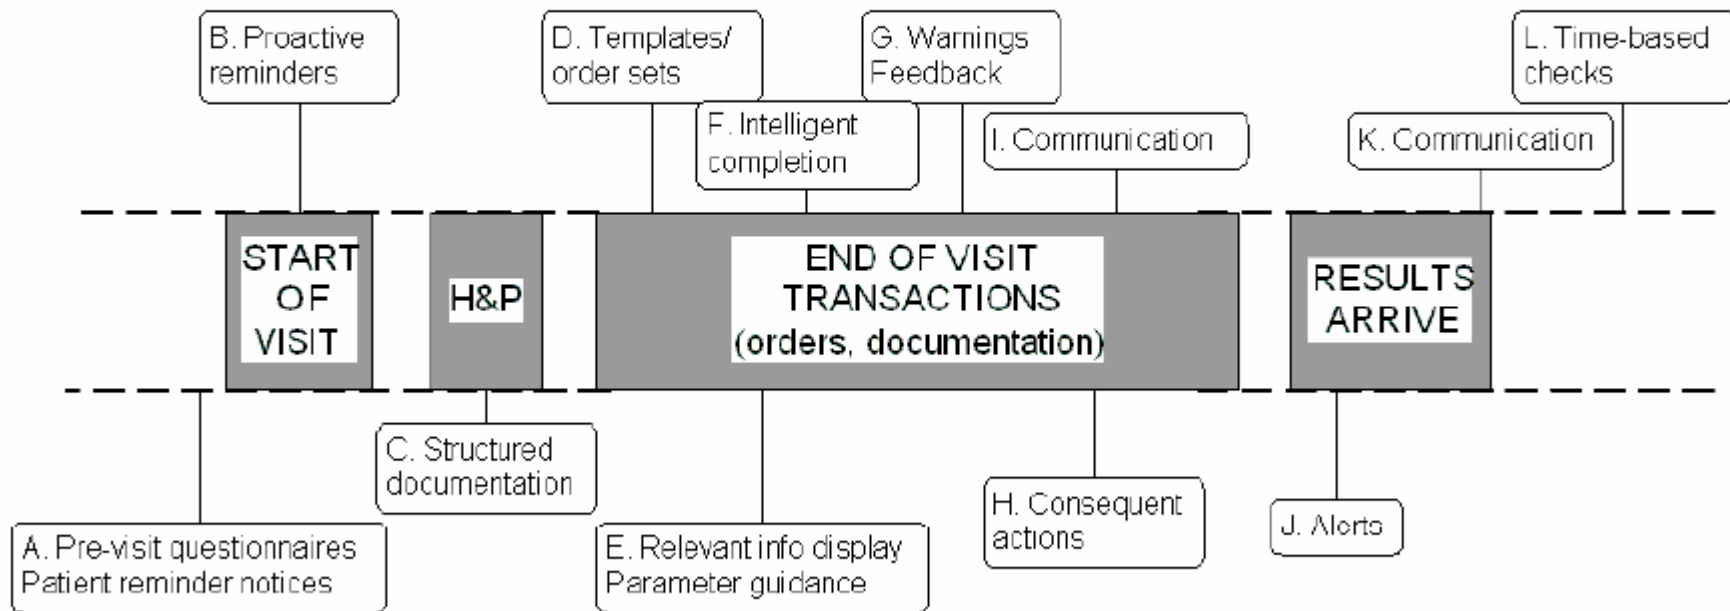 B. Proactive
reminders
D. Templates/
order sets
G. Warnings
Feedback
L. Time-based
checks
F. Intelligent
completion
I. Communication
K. Communication
START
OF
VISIT
H&P
END OF VISIT
TRANSACTIONS
(orders, documentation)
RESULTS
ARRIVE
C. Structured
documentation
H. Consequent
actions
J. Alerts
A. Pre-visit questionnaires
Patient reminder notices
E. Relevant info display
Parameter guidance